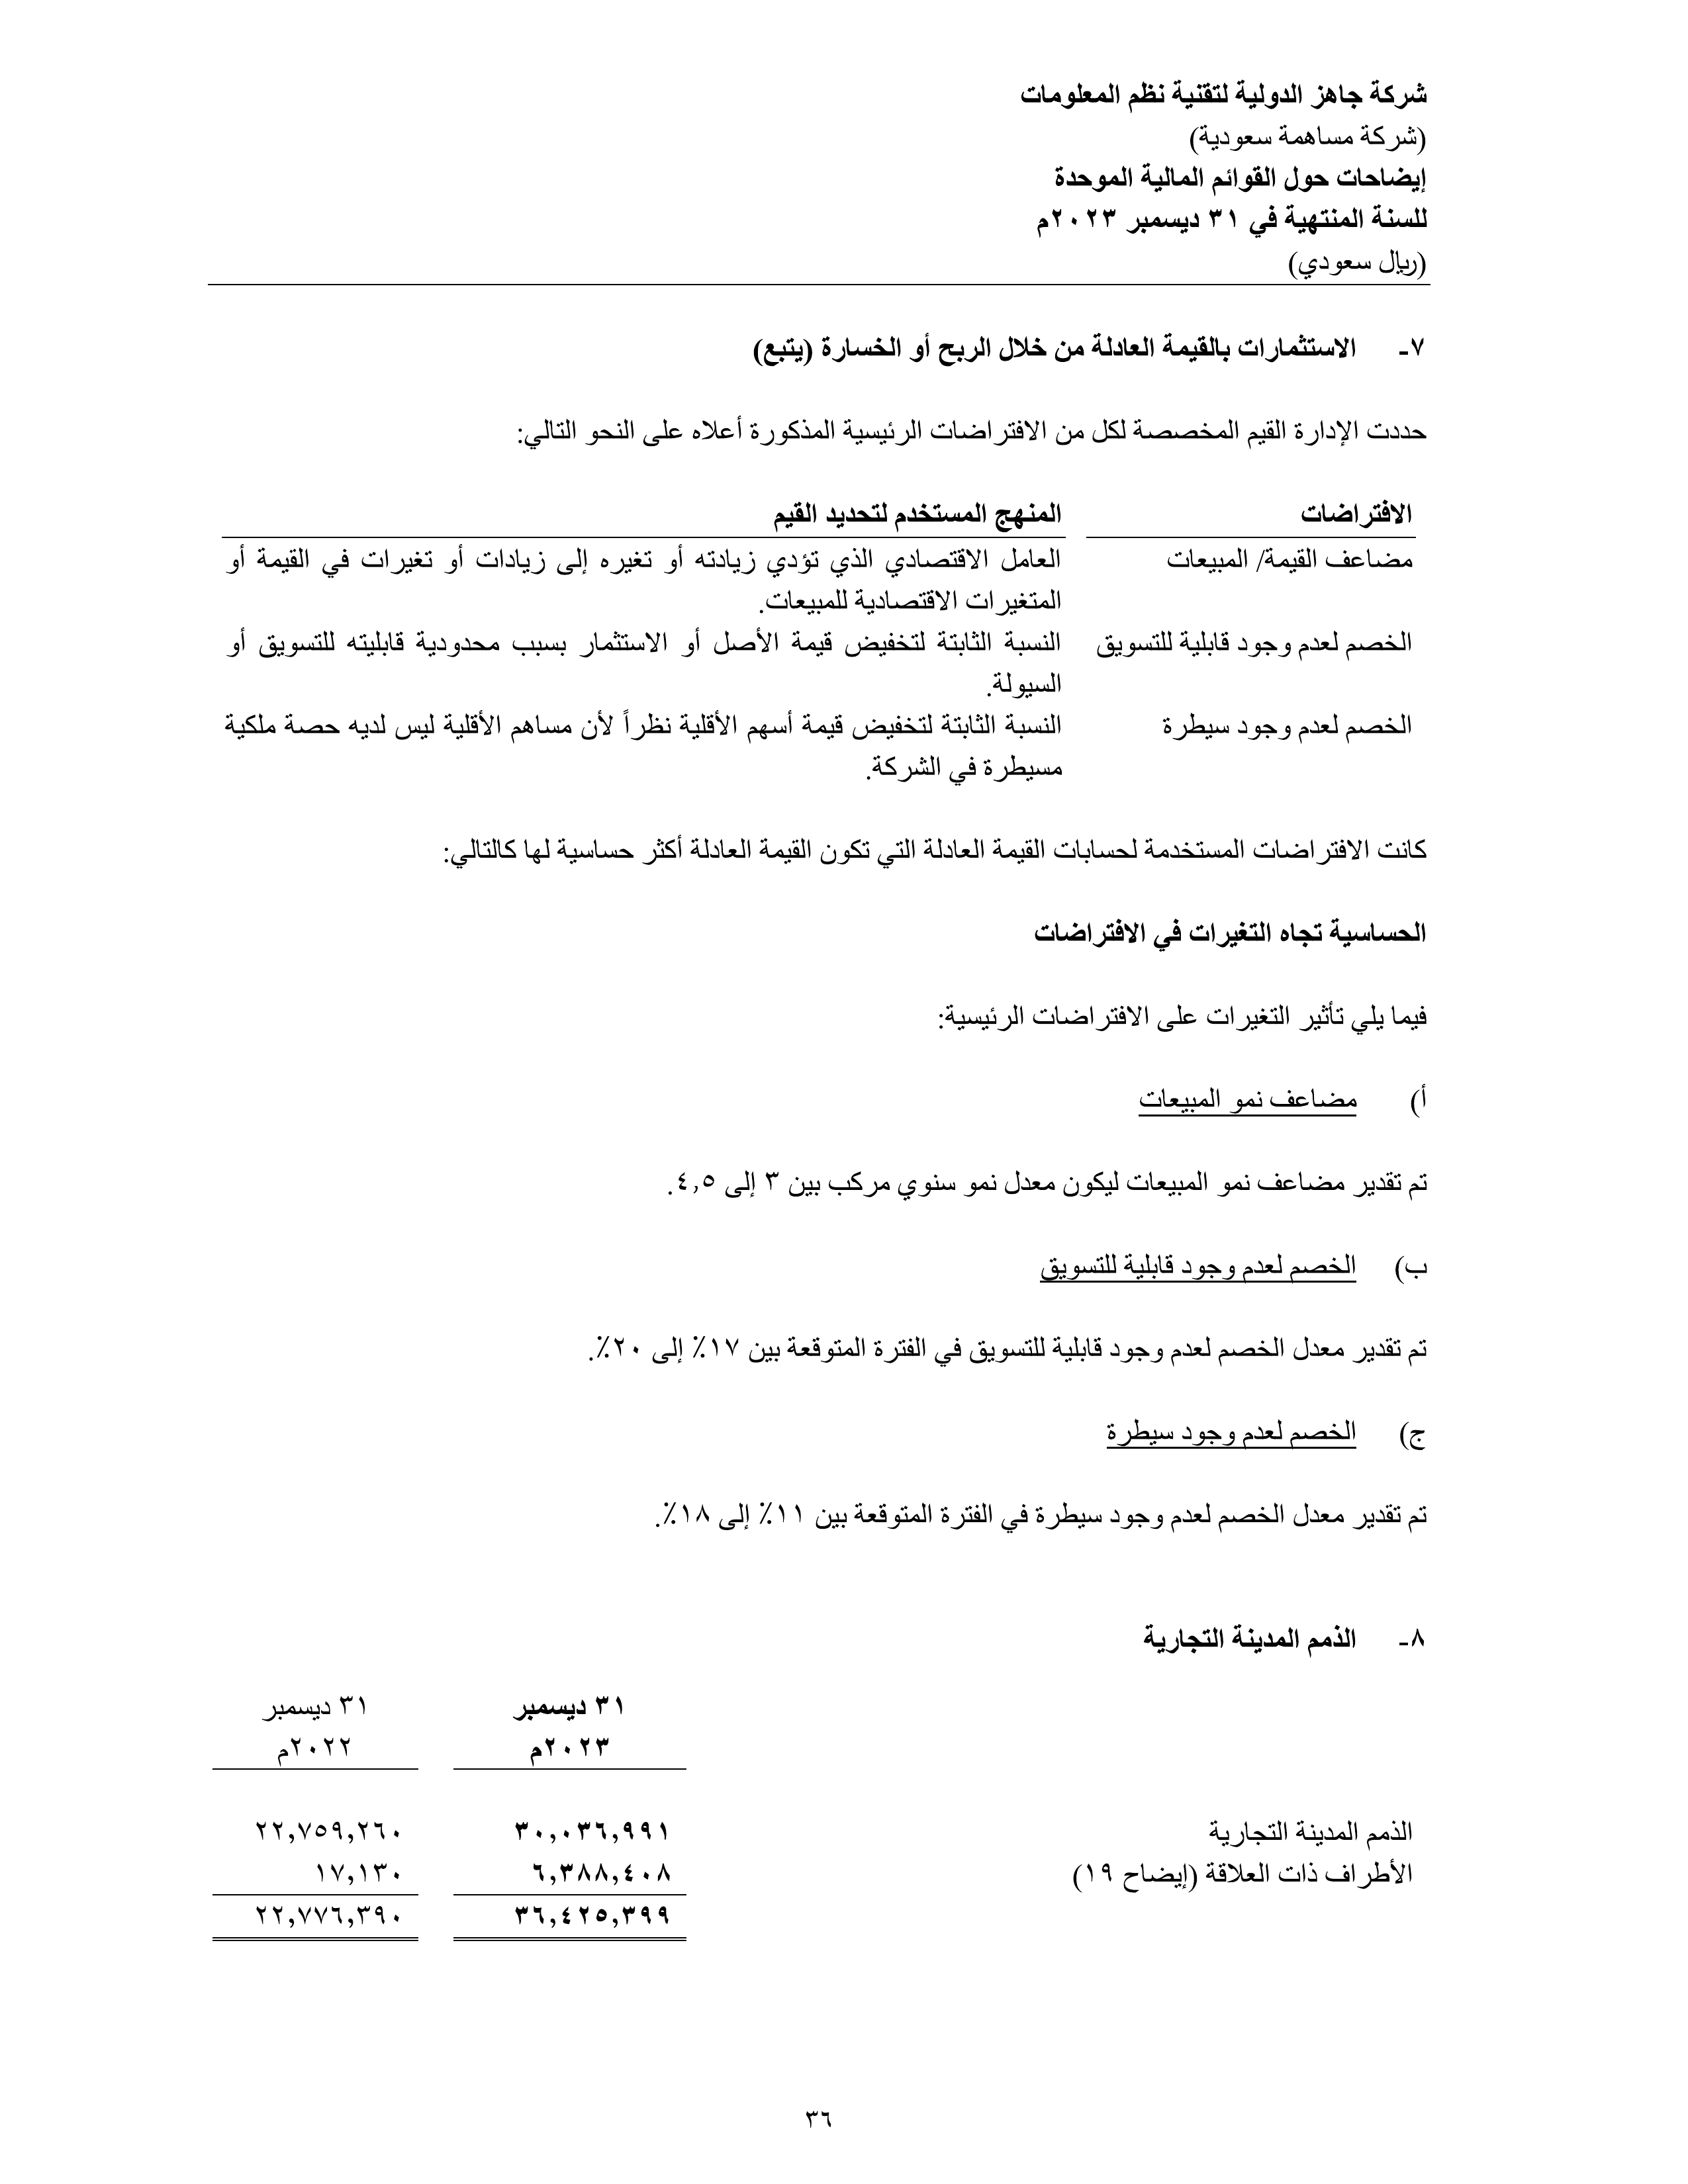 شركة جاهز الدولية لتقنية نظم المعلومات
(شركة مساهمة سعودية)
إيضاحات حول القوائم المالية الموحدة
للسنة المنتهية في ٣١ ديسمبر ٢٠٢٣م
(ريال سعودي)
٧- الاستثمارات بالقيمة العادلة من خلال الربح أو الخسارة (يتبع)
حددت الإدارة القيم المخصصة لكل من الافتراضات الرئيسية المذكورة أعلاه على النحو التالي:
الافتراضات المنهج المستخدم لتحديد القيم
مضاعف القيمة/ المبيعات العامل الاقتصادي الذي تؤدي زيادته أو تغيره إلى زيادات أو تغيرات في القيمة أو
المتغيرات الاقتصادية للمبيعات.
الخصم لعدم وجود قابلية للتسويق النسبة الثابتة لتخفيض قيمة الأصل أو الاستثمار بسبب محدودية قابليته للتسويق أو
السيولة.
الخصم لعدم وجود سيطرة النسبة الثابتة لتخفيض قيمة أسهم الأقلية نظراً لأن مساهم الأقلية ليس لديه حصة ملكية
مسيطرة في الشركة.
كانت الافتراضات المستخدمة لحسابات القيمة العادلة التي تكون القيمة العادلة أكثر حساسية لها كالتالي:
الحساسية تجاه التغيرات في الافتراضات
فيما يلي تأثير التغيرات على الافتراضات الرئيسية:
أ) مضاعف نمو المبيعات
تم تقدير مضاعف نمو المبيعات ليكون معدل نمو سنوي مركب بين ٣ إلى ٤,٥.
ب) الخصم لعدم وجود قابلية للتسويق
تم تقدير معدل الخصم لعدم وجود قابلية للتسويق في الفترة المتوقعة بين ١٧٪ إلى ٢٠٪.
ج) الخصم لعدم وجود سيطرة
تم تقدير معدل الخصم لعدم وجود سيطرة في الفترة المتوقعة بين ١١٪ إلى ١٨٪.
٨- الذمم المدينة التجارية
٣١ ديسمبر ٣١ ديسمبر
٢٠٢٣م ٢٠٢٢م
الذمم المدينة التجارية ٣٠,٠٣٦,٩٩١ ٢٢,٧٥٩,٢٦٠
الأطراف ذات العلاقة (إيضاح ١٩) ٦,٣٨٨,٤٠٨ ١٧,١٣٠
٣٦,٤٢٥,٣٩٩ ٢٢,٧٧٦,٣٩٠
٣٦